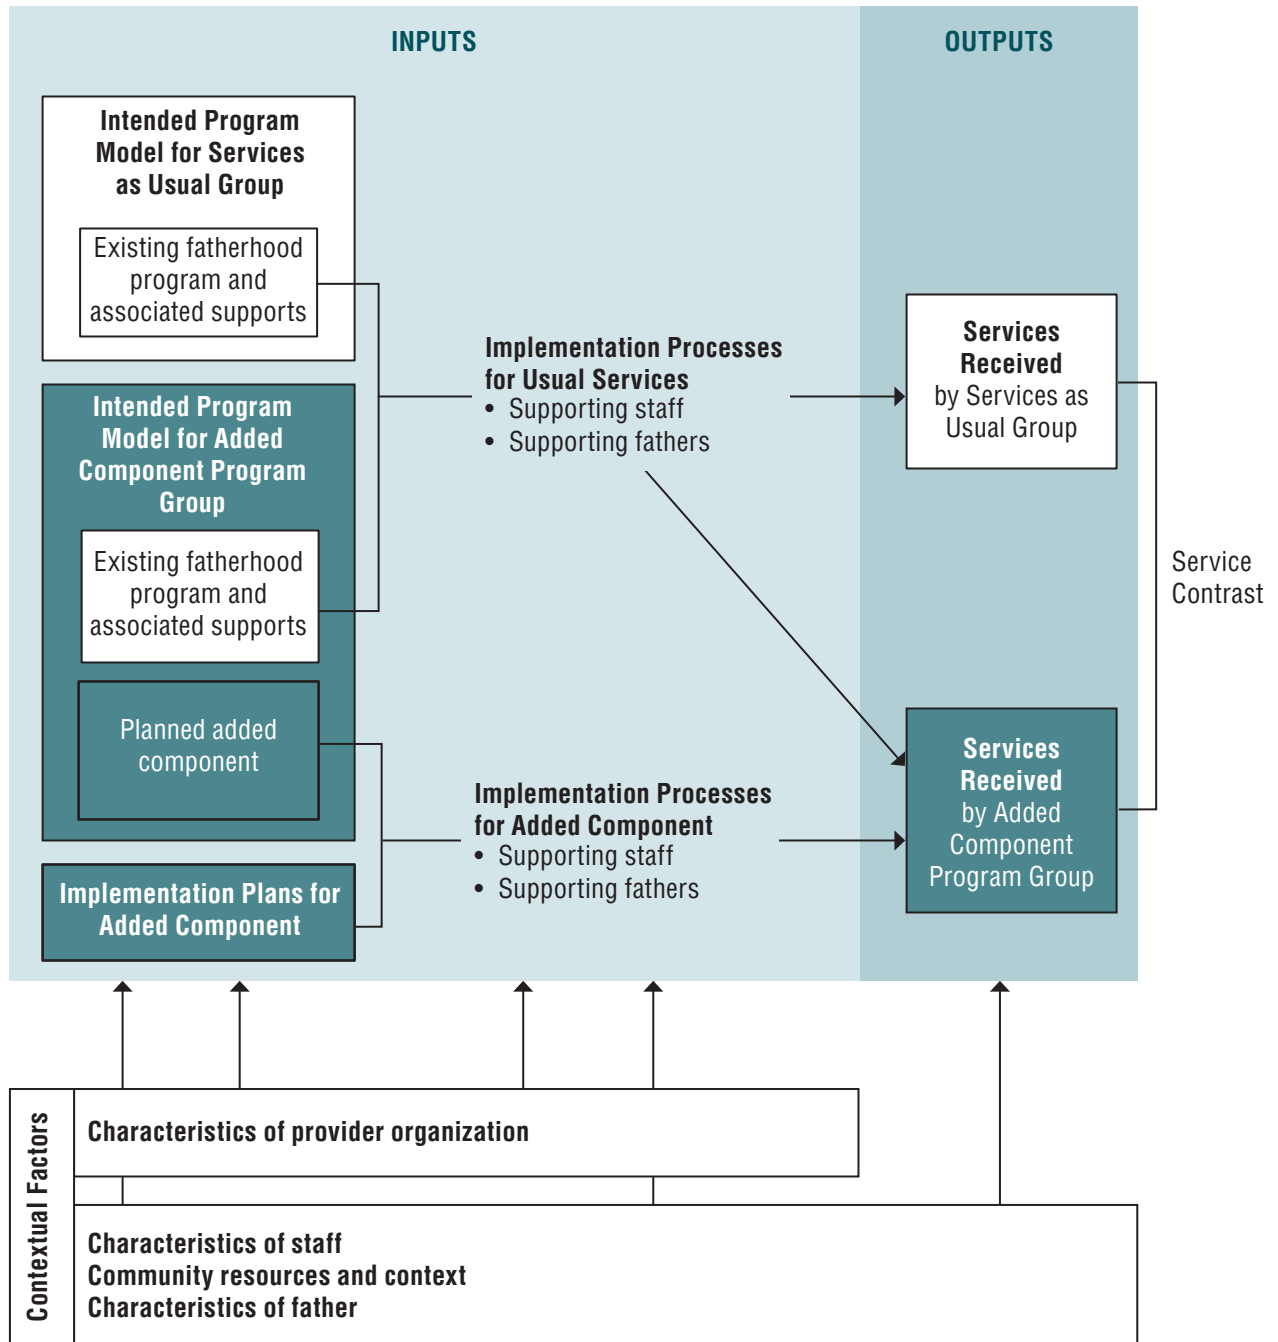 INPUTS
OUTPUTS
Intended Program
Model for Services
as Usual Group
Existing fatherhood
program and
associated supports
Intended Program
Model for Added
Component Program
Group
Existing fatherhood
program and
associated supports
Planned added
component
Implementation Plans for
Added Component
Implementation Processes
for Usual Services
• Supporting staff
• Supporting fathers
Implementation Processes
for Added Component
• Supporting staff
• Supporting fathers
Services
Received
by Services as
Usual Group
Services
Received
by Added
Component
Program Group
Service
Contrast
Contextual Factors
Characteristics of provider organization
Characteristics of staff
Community resources and context
Characteristics of father